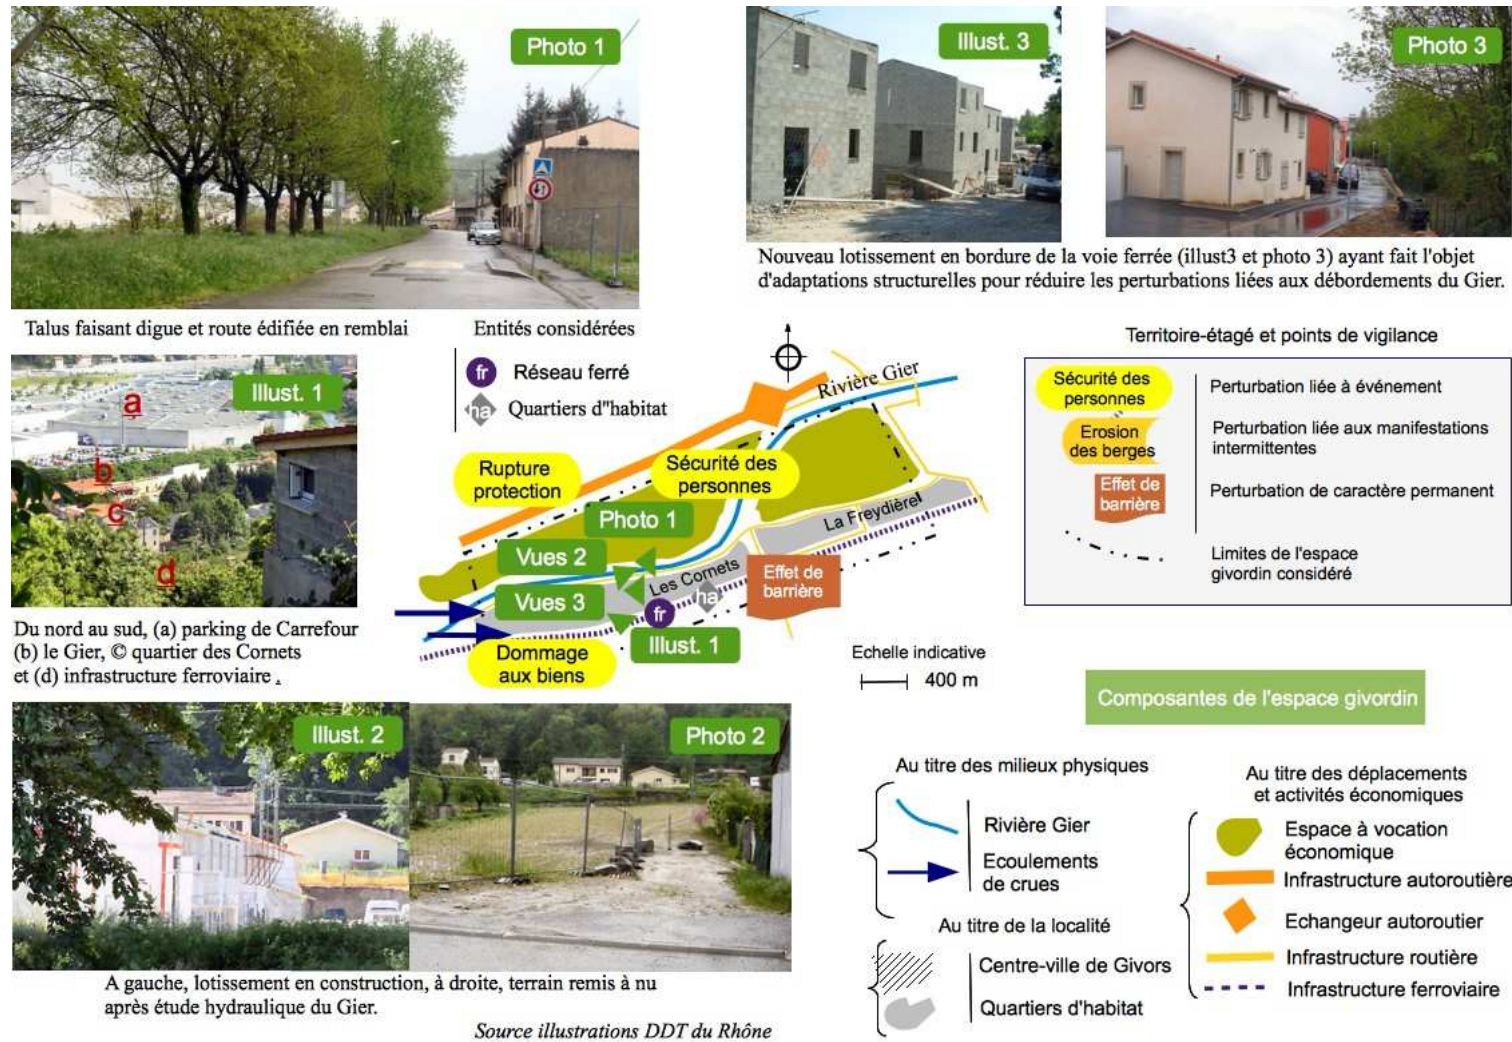 Photo 1
Illust. 3
Photo 3
Nouveau lotissement en bordure de la voie ferrée (illust3 et photo 3) ayant fait l'objet
d'adaptations structurelles pour réduire les perturbations liées aux débordements du Gier.
Talus faisant digue et route édifiée en remblai
Illust. 1
a
b
c
d
Du nord au sud, (a) parking de Carrefour
(b) le Gier, © quartier des Cornets
et (d) infrastructure ferroviaire .
Entités considérées
fr Réseau ferré
ha Quartiers d"habitat
Rivière Gier
Rupture
protection
Sécurité des
personnes
Photo 1
La Freydière
Vues 2
Les Cornets
Effet de
barrière
Vues 3
ha
fr
Illust. 1
Dommage
aux biens
Echelle indicative
400 m
Territoire-étagé et points de vigilance
Sécurité des
personnes
Perturbation liée à événement
Erosion
des berges
Perturbation liée aux manifestations
intermittentes
Effet de
barrière
Perturbation de caractère permanent
Limites de l'espace
givordin considéré
Illust. 2
Photo 2
A gauche, lotissement en construction, à droite, terrain remis à nu
après étude hydraulique du Gier.
Source illustrations DDT du Rhône
Composantes de l'espace givordin
Au titre des milieux physiques
Rivière Gier
Ecoulements
de crues
Au titre de la localité
Centre-ville de Givors
Quartiers d'habitat
Au titre des déplacements
et activités économiques
Espace à vocation
économique
Infrastructure autoroutière
Echangeur autoroutier
Infrastructure routière
Infrastructure ferroviaire